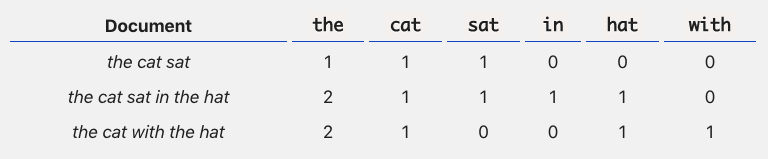 Document the cat sat in hat with
the cat sat 1 1 1 0 0 0
the cat sat in the hat 2 1 1 1 1 0
the cat with the hat 2 1 0 0 1 1